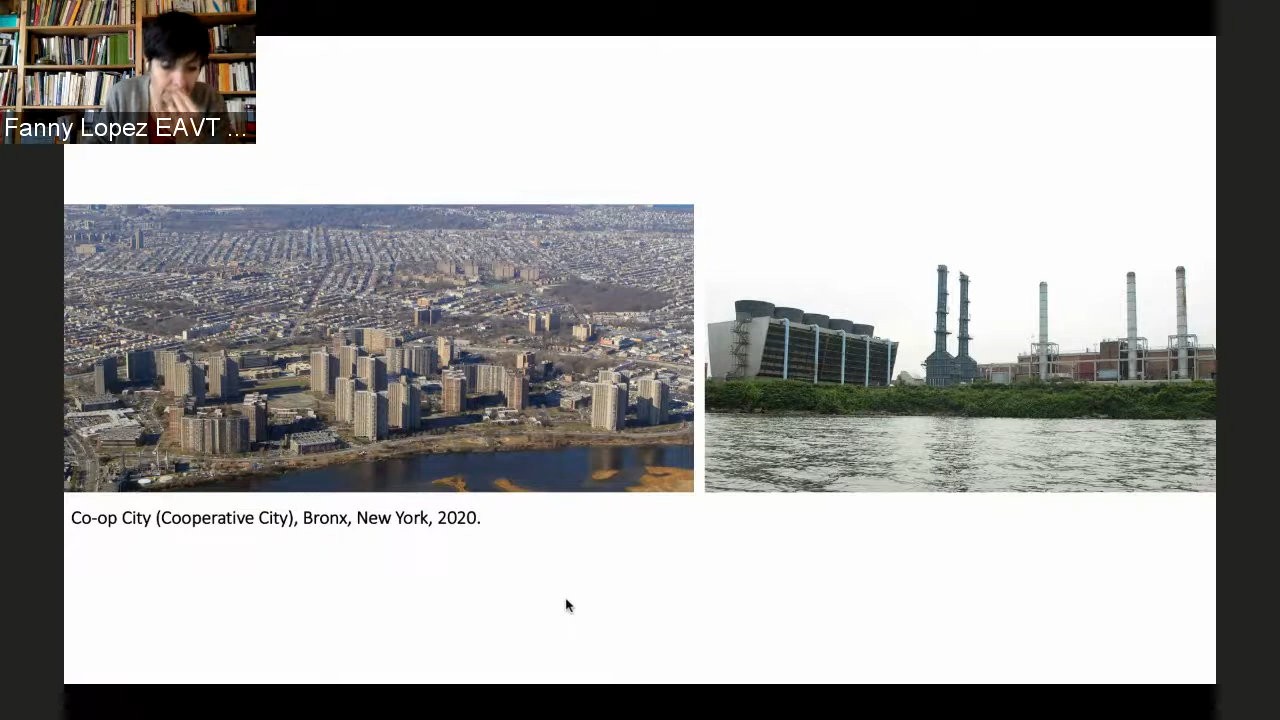 Fanny Lopez EAVT ...
Co-op City (Cooperative City), Bronx, New York, 2020.